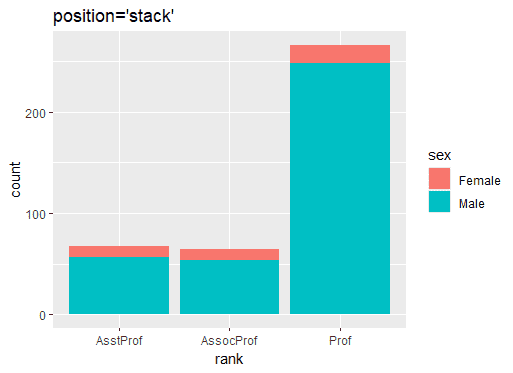 position='stack'
count
200
100
0
AsstProf
AssocProf
Prof
rank
sex
Female
Male